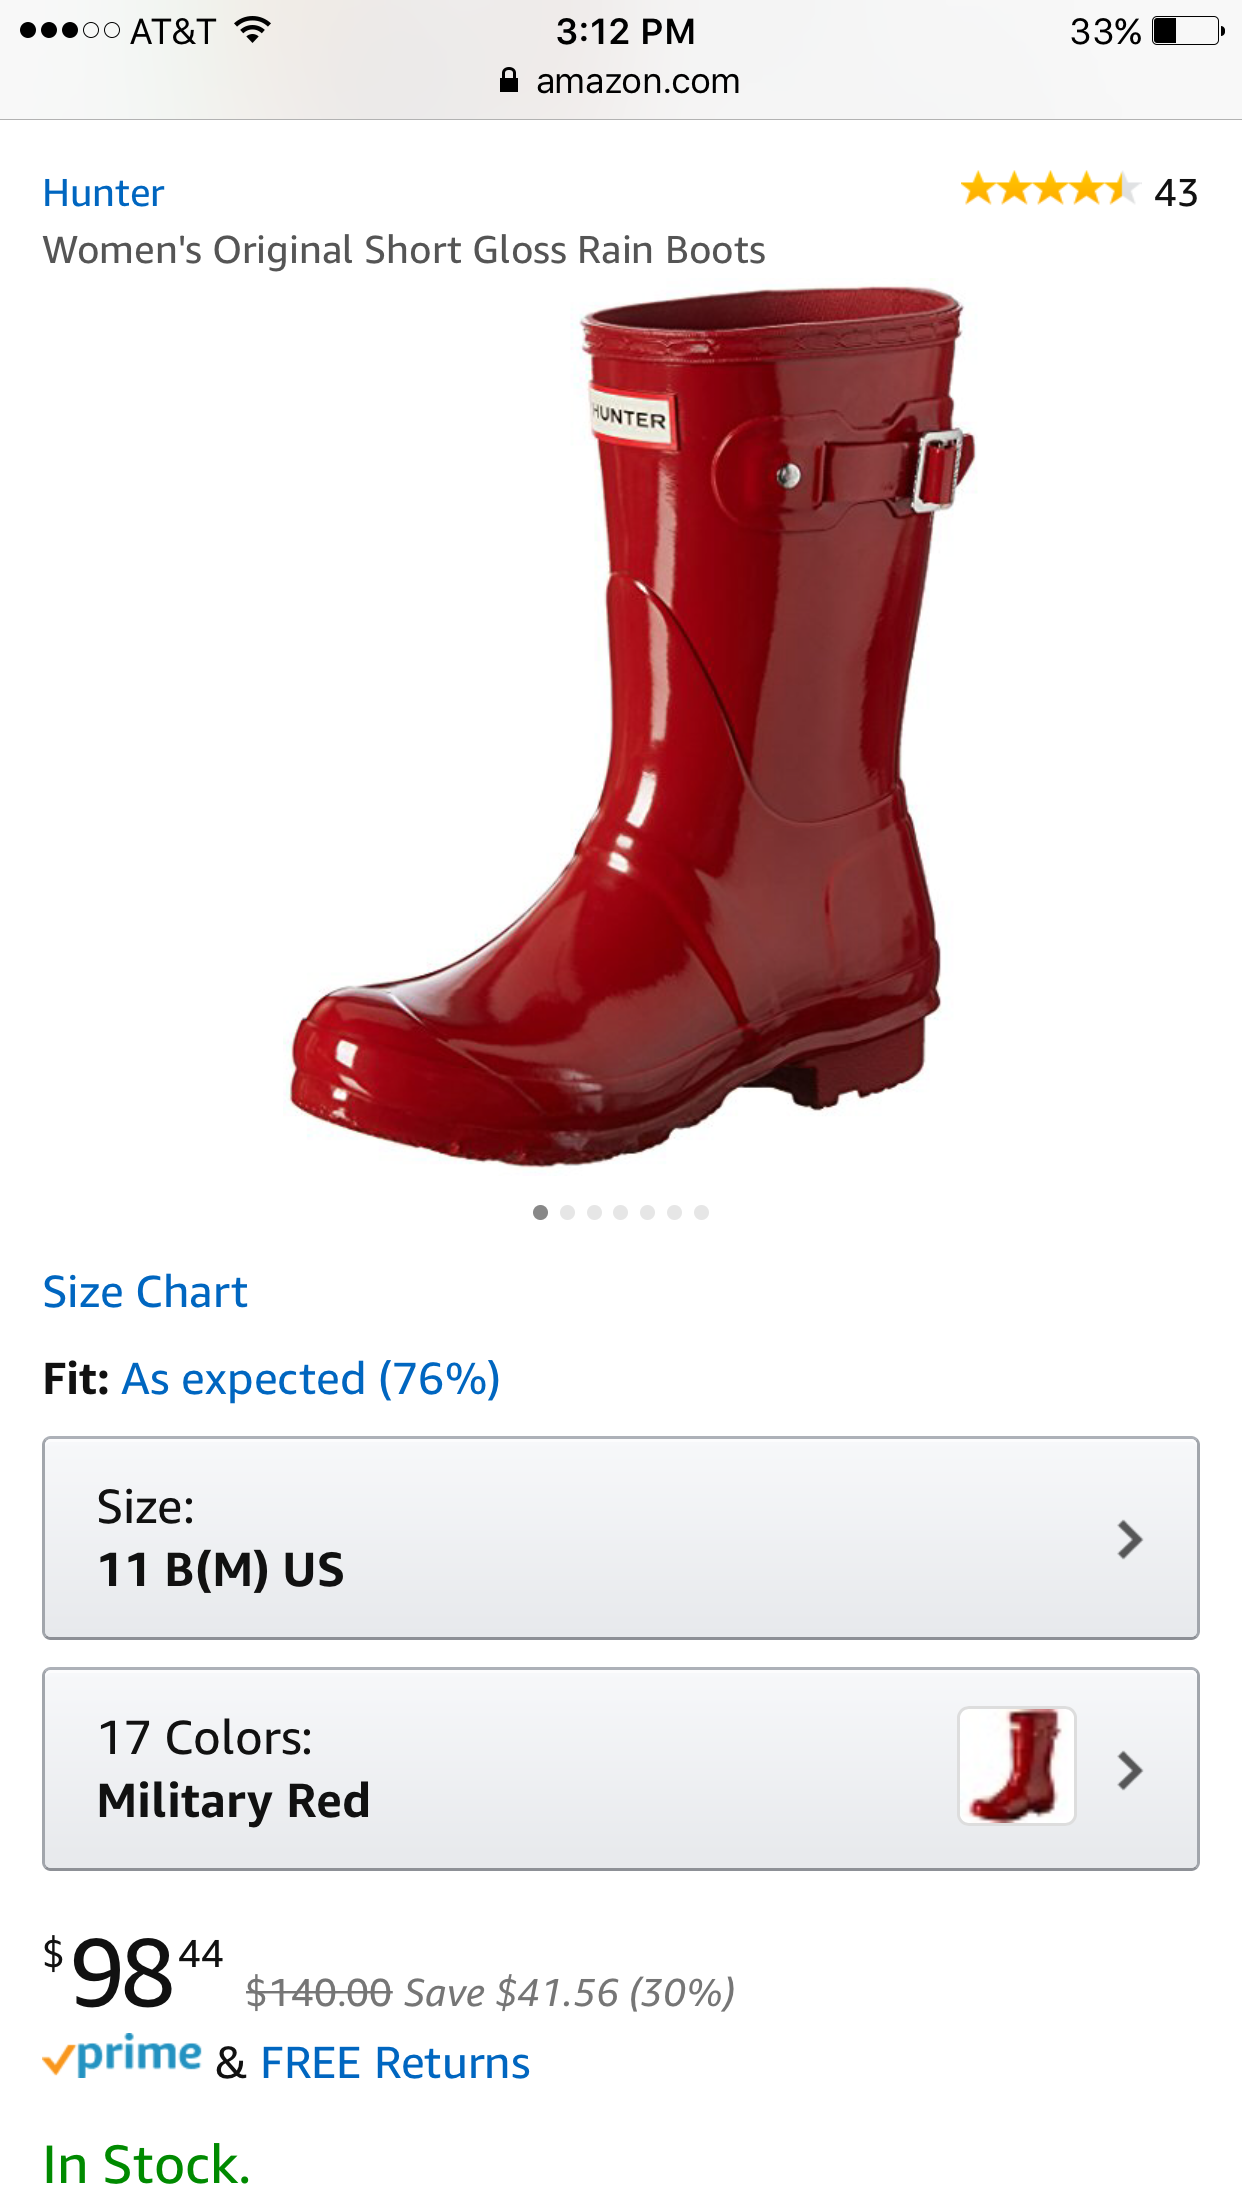 AT&T 3:12 PM 33%
amazon.com
Hunter 43
Women's Original Short Gloss Rain Boots
HUNTER
Size Chart
Fit: As expected (76%)
Size:
11 B(M) US
17 Colors:
Military Red
$98 44 $140.00 Save $41.56 (30%)
prime & FREE Returns
In Stock.